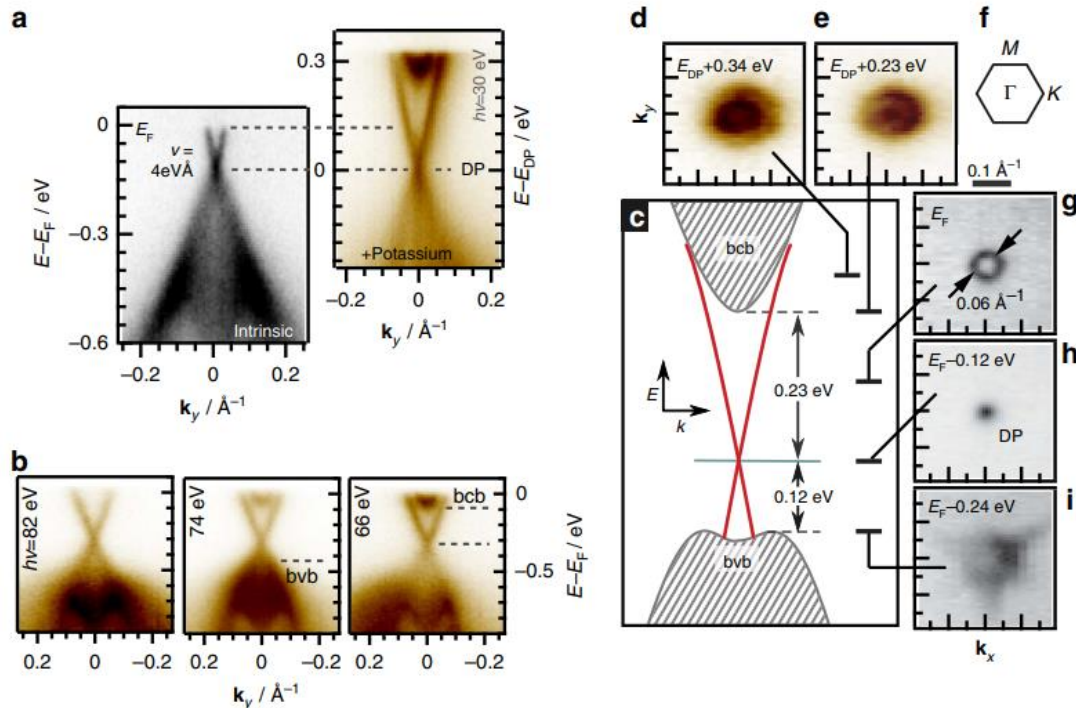 a
0
−0.3
−0.6
E−E_F / eV
E_F
v =
4eVÅ
Intrinsic
−0.2 0 0.2
k_y / Å⁻¹
0.3
0
hν=30 eV
DP
E−E_DP / eV
+Potassium
−0.2 0 0.2
k_y / Å⁻¹
b
hν=82 eV
74 eV
bvb
66 eV
bcb
0
−0.5
E−E_F / eV
0.2 0 −0.2
0.2 0 −0.2
0.2 0 −0.2
k_y / Å⁻¹
c
bcb
E
k
0.23 eV
0.12 eV
bvb
d
E_DP+0.34 eV
k_y
e
E_DP+0.23 eV
f
M
Γ
K
0.1 Å⁻¹
g
E_F
0.06 Å⁻¹
h
E_F−0.12 eV
DP
i
E_F−0.24 eV
k_x